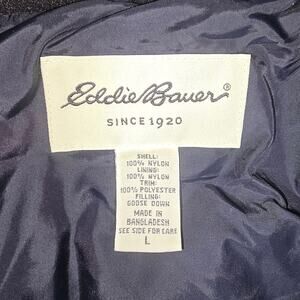 Eddie Bauer®
SINCE 1920
SHELL:
100% NYLON
LINING:
100% NYLON
TRIM:
100% POLYESTER
FILLING:
GOOSE DOWN
MADE IN
BANGLADESH
SEE SIDE FOR CARE
L